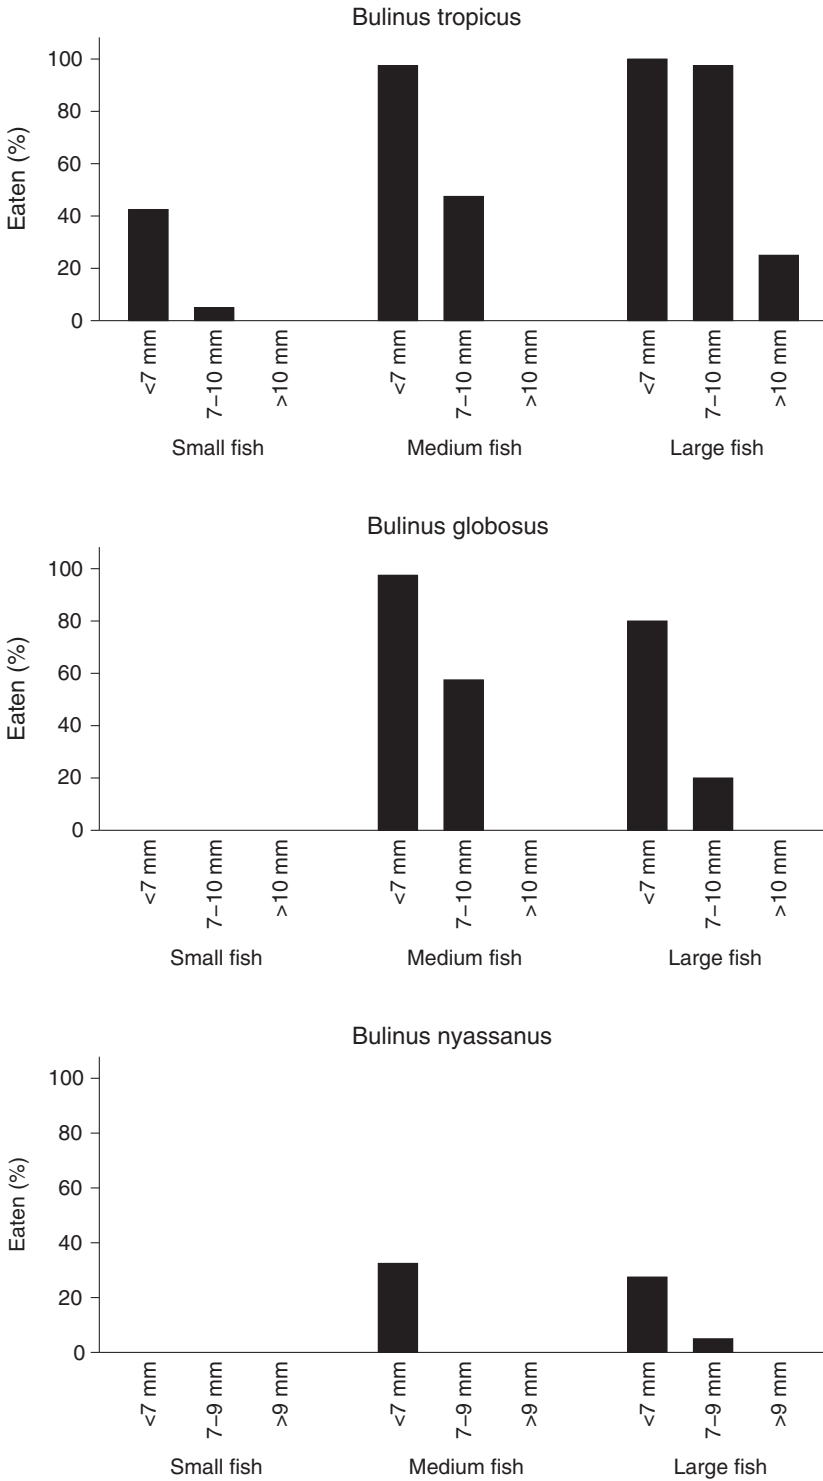 Bulinus tropicus
Eaten (%)
100
80
60
40
20
0
<7 mm
7–10 mm
>10 mm
<7 mm
7–10 mm
>10 mm
<7 mm
7–10 mm
>10 mm
Small fish
Medium fish
Large fish
Bulinus globosus
Eaten (%)
100
80
60
40
20
0
<7 mm
7–10 mm
>10 mm
<7 mm
7–10 mm
>10 mm
<7 mm
7–10 mm
>10 mm
Small fish
Medium fish
Large fish
Bulinus nyassanus
Eaten (%)
100
80
60
40
20
0
<7 mm
7–9 mm
>9 mm
<7 mm
7–9 mm
>9 mm
<7 mm
7–9 mm
>9 mm
Small fish
Medium fish
Large fish